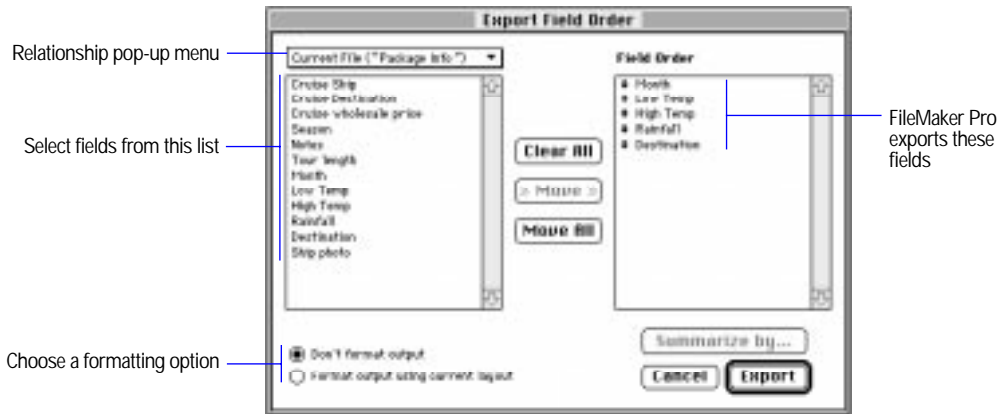 Export Field Order
Relationship pop-up menu
Current File ("Package Info")
Field Order
Select fields from this list
Cruise Ship
Cruise Destination
Cruise wholesale price
Season
Notes
Tour length
Month
Low Temp
High Temp
Rainfall
Destination
Ship photo
Clear All
> Move >
Move All
Month
Low Temp
High Temp
Rainfall
Destination
FileMaker Pro
exports these
fields
Choose a formatting option
Don't format output
Format output using current layout
Summarize by...
Cancel
Export